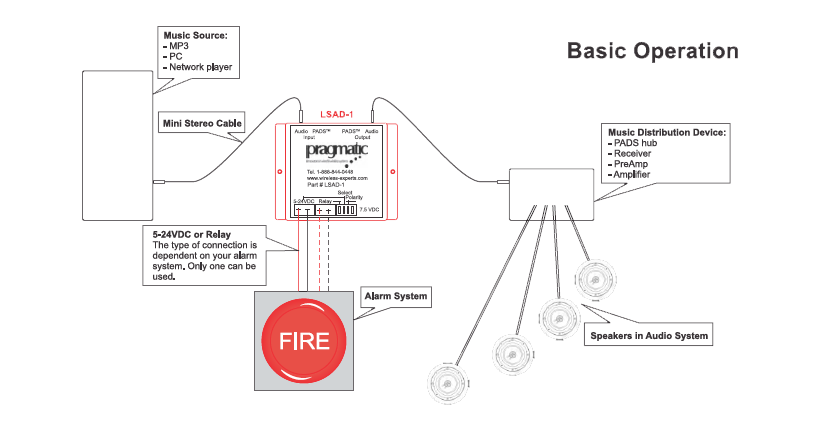 Music Source:
- MP3
- PC
- Network player
Basic Operation
Mini Stereo Cable
LSAD-1
Audio PADS™ PADS™ Audio
Input Output
pragmatic
Tel. 1-888-844-8448
www.wireless-experts.com
Part # LSAD-1
Select
Polarity
5-24VDC Relay
7.5 VDC
Music Distribution Device:
- PADS hub
- Receiver
- PreAmp
- Amplifier
5-24VDC or Relay
The type of connection is
dependent on your alarm
system. Only one can be
used.
Alarm System
FIRE
Speakers in Audio System